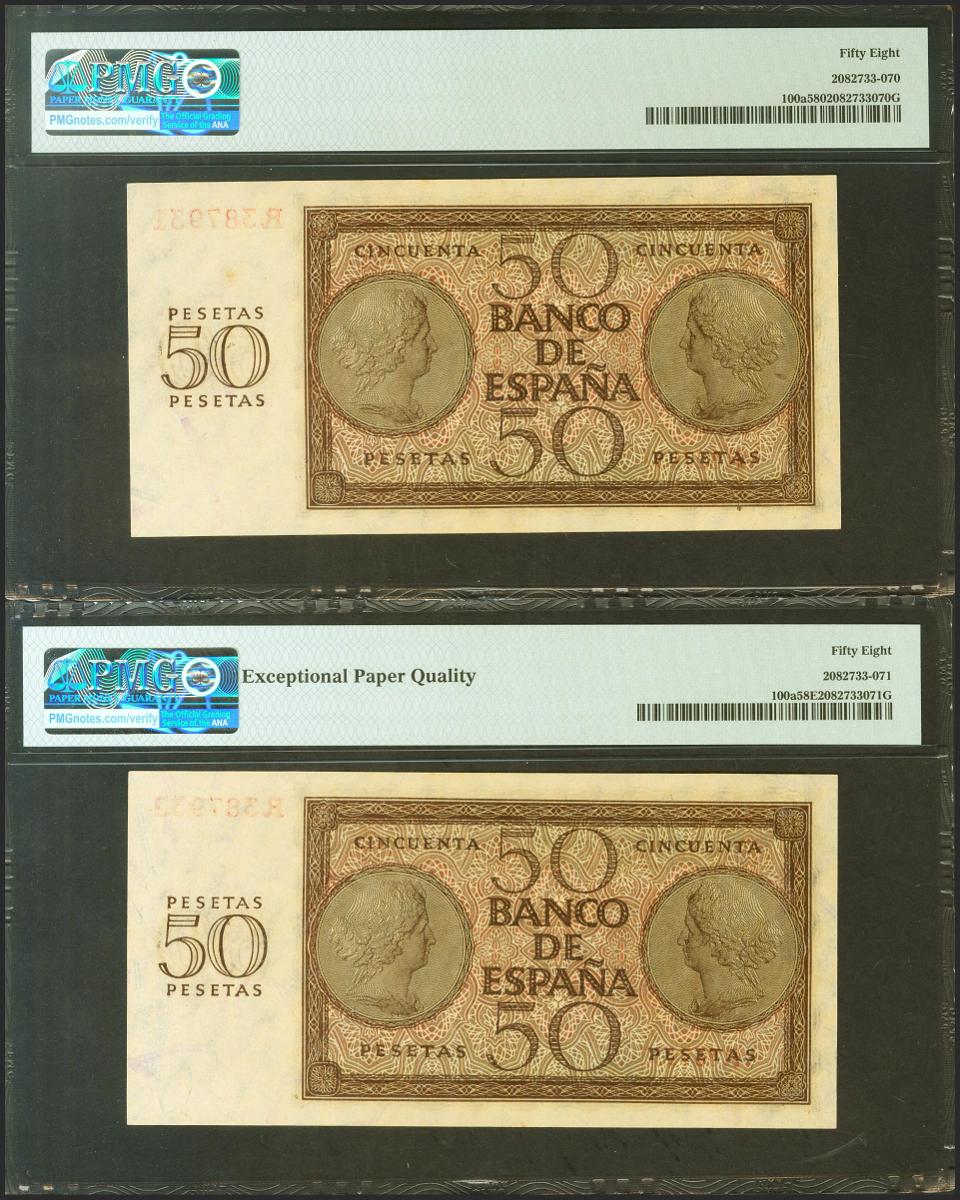 PMG
PAPER MONEY GUARANTY
PMGnotes.com/verify
The Official Grading
Service of the ANA
Fifty Eight
2082733-070
100a5802082733070G
R387931
CINCUENTA 50 CINCUENTA
PESETAS
50
PESETAS
BANCO
DE
ESPAÑA
PESETAS 50 PESETAS
PMG
PAPER MONEY GUARANTY
PMGnotes.com/verify
The Official Grading
Service of the ANA
Exceptional Paper Quality
Fifty Eight
2082733-071
100a58E2082733071G
CINCUENTA 50 CINCUENTA
PESETAS
50
PESETAS
BANCO
DE
ESPAÑA
PESETAS 50 PESETAS